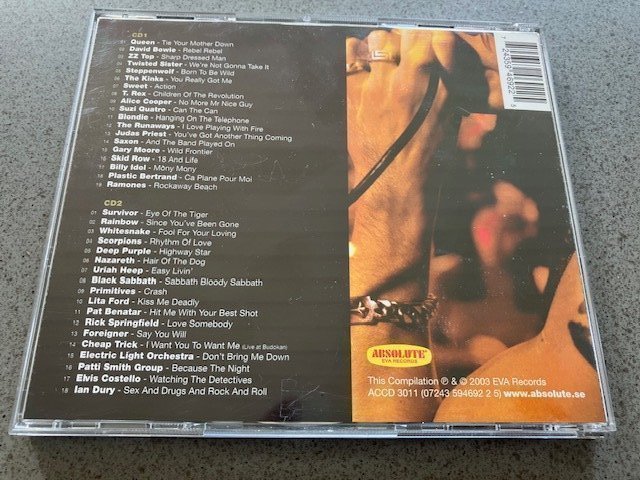 CD1
01 Queen - Tie Your Mother Down
02 David Bowie - Rebel Rebel
03 ZZ Top - Sharp Dressed Man
04 Twisted Sister - We're Not Gonna Take It
05 Steppenwolf - Born To Be Wild
06 The Kinks - You Really Got Me
07 Sweet - Action
08 T. Rex - Children Of The Revolution
09 Alice Cooper - No More Mr Nice Guy
10 Suzi Quatro - Can The Can
11 Blondie - Hanging On The Telephone
12 The Runaways - I Love Playing With Fire
13 Judas Priest - You've Got Another Thing Coming
14 Saxon - And The Band Played On
15 Gary Moore - Wild Frontier
16 Skid Row - 18 And Life
17 Billy Idol - Mony Mony
18 Plastic Bertrand - Ca Plane Pour Moi
19 Ramones - Rockaway Beach
CD2
01 Survivor - Eye Of The Tiger
02 Rainbow - Since You've Been Gone
03 Whitesnake - Fool For Your Loving
04 Scorpions - Rhythm Of Love
05 Deep Purple - Highway Star
06 Nazareth - Hair Of The Dog
07 Uriah Heep - Easy Livin'
08 Black Sabbath - Sabbath Bloody Sabbath
09 Primitives - Crash
10 Lita Ford - Kiss Me Deadly
11 Pat Benatar - Hit Me With Your Best Shot
12 Rick Springfield - Love Somebody
13 Foreigner - Say You Will
14 Cheap Trick - I Want You To Want Me (Live at Budokan)
15 Electric Light Orchestra - Don't Bring Me Down
16 Patti Smith Group - Because The Night
17 Elvis Costello - Watching The Detectives
18 Ian Dury - Sex And Drugs And Rock And Roll
7 24359 46922 5
ABSOLUTE
EVA RECORDS
This Compilation ℗ & © 2003 EVA Records
ACCD 3011 (07243 594692 2 5) www.absolute.se